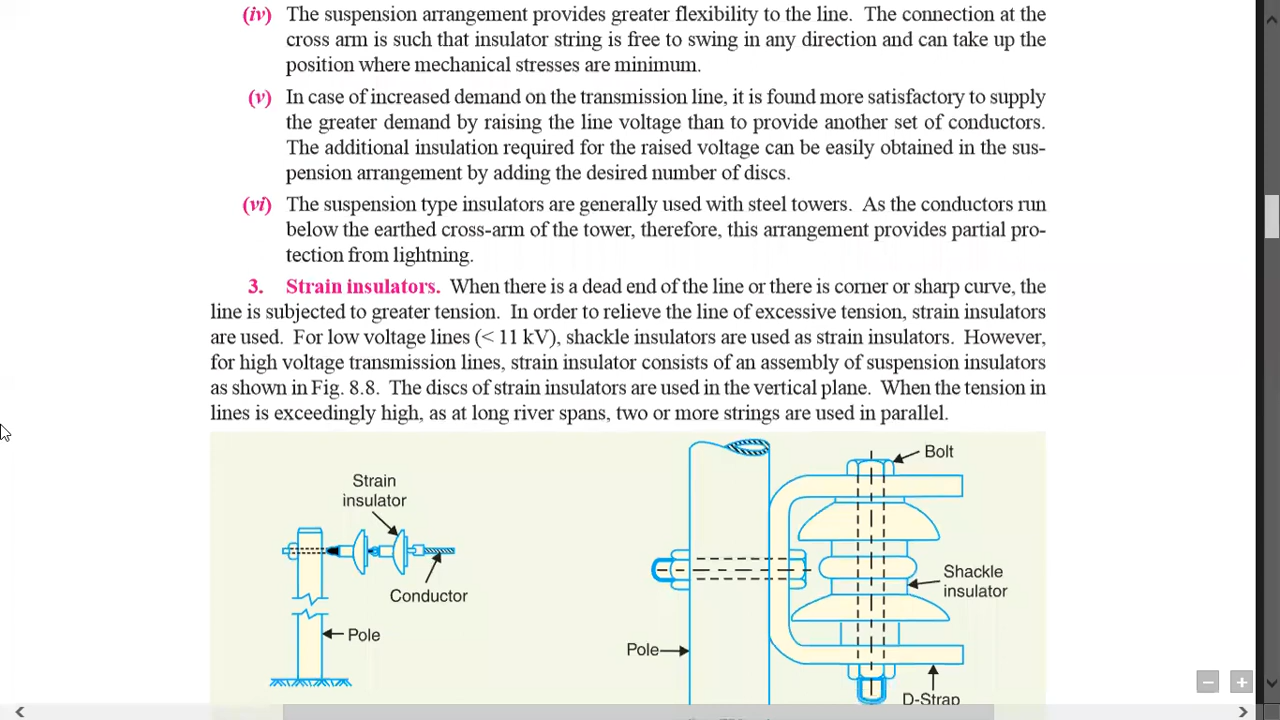 (iv) The suspension arrangement provides greater flexibility to the line. The connection at the
cross arm is such that insulator string is free to swing in any direction and can take up the
position where mechanical stresses are minimum.
(v) In case of increased demand on the transmission line, it is found more satisfactory to supply
the greater demand by raising the line voltage than to provide another set of conductors.
The additional insulation required for the raised voltage can be easily obtained in the sus-
pension arrangement by adding the desired number of discs.
(vi) The suspension type insulators are generally used with steel towers. As the conductors run
below the earthed cross-arm of the tower, therefore, this arrangement provides partial pro-
tection from lightning.
3. Strain insulators. When there is a dead end of the line or there is corner or sharp curve, the
line is subjected to greater tension. In order to relieve the line of excessive tension, strain insulators
are used. For low voltage lines (< 11 kV), shackle insulators are used as strain insulators. However,
for high voltage transmission lines, strain insulator consists of an assembly of suspension insulators
as shown in Fig. 8.8. The discs of strain insulators are used in the vertical plane. When the tension in
lines is exceedingly high, as at long river spans, two or more strings are used in parallel.
Strain
insulator
Conductor
Pole
Bolt
Shackle
insulator
Pole
D-Strap